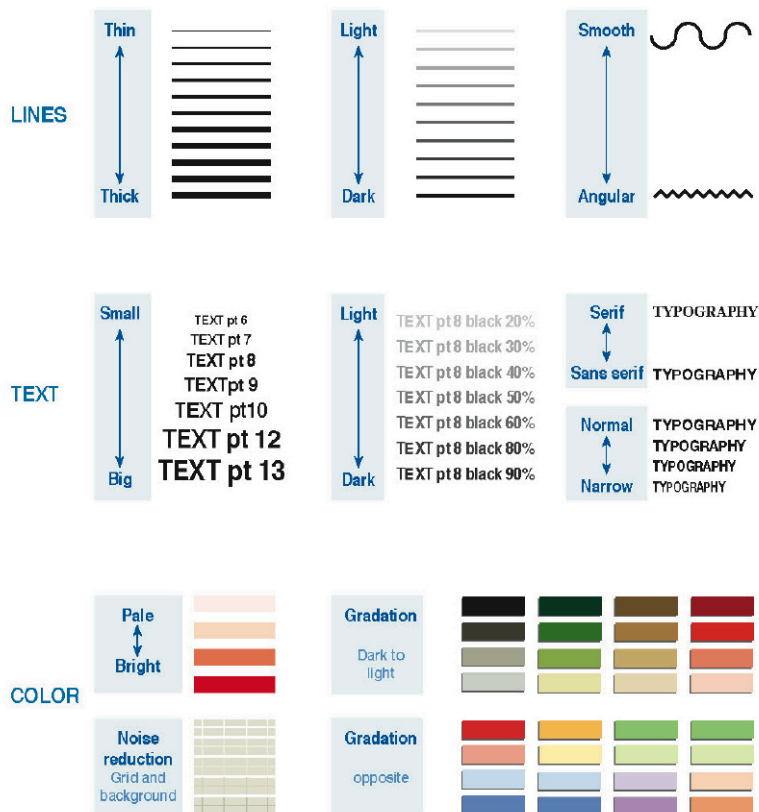 LINES
Thin
Thick
Light
Dark
Smooth
Angular
TEXT
Small
Big
TEXT pt 6
TEXT pt 7
TEXT pt 8
TEXTpt 9
TEXT pt10
TEXT pt 12
TEXT pt 13
Light
Dark
TEXT pt 8 black 20%
TEXT pt 8 black 30%
TEXT pt 8 black 40%
TEXT pt 8 black 50%
TEXT pt 8 black 60%
TEXT pt 8 black 80%
TEXT pt 8 black 90%
Serif
TYPOGRAPHY
Sans serif
TYPOGRAPHY
Normal
Narrow
TYPOGRAPHY
TYPOGRAPHY
TYPOGRAPHY
TYPOGRAPHY
COLOR
Pale
Bright
Gradation
Dark to
light
Noise
reduction
Grid and
background
Gradation
opposite